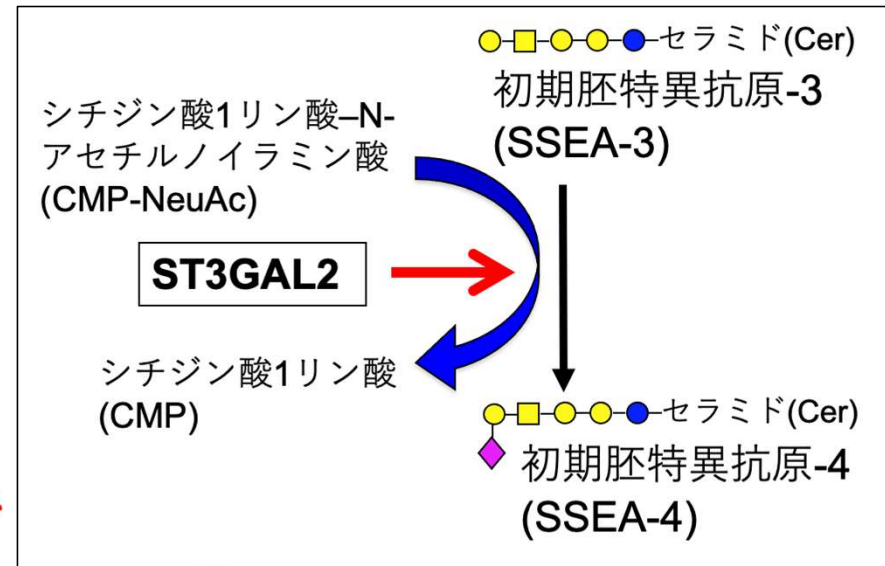 セラミド(Cer)
初期胚特異抗原-3
(SSEA-3)
シチジン酸1リン酸–N-
アセチルノイラミン酸
(CMP-NeuAc)
ST3GAL2
シチジン酸1リン酸
(CMP)
セラミド(Cer)
初期胚特異抗原-4
(SSEA-4)